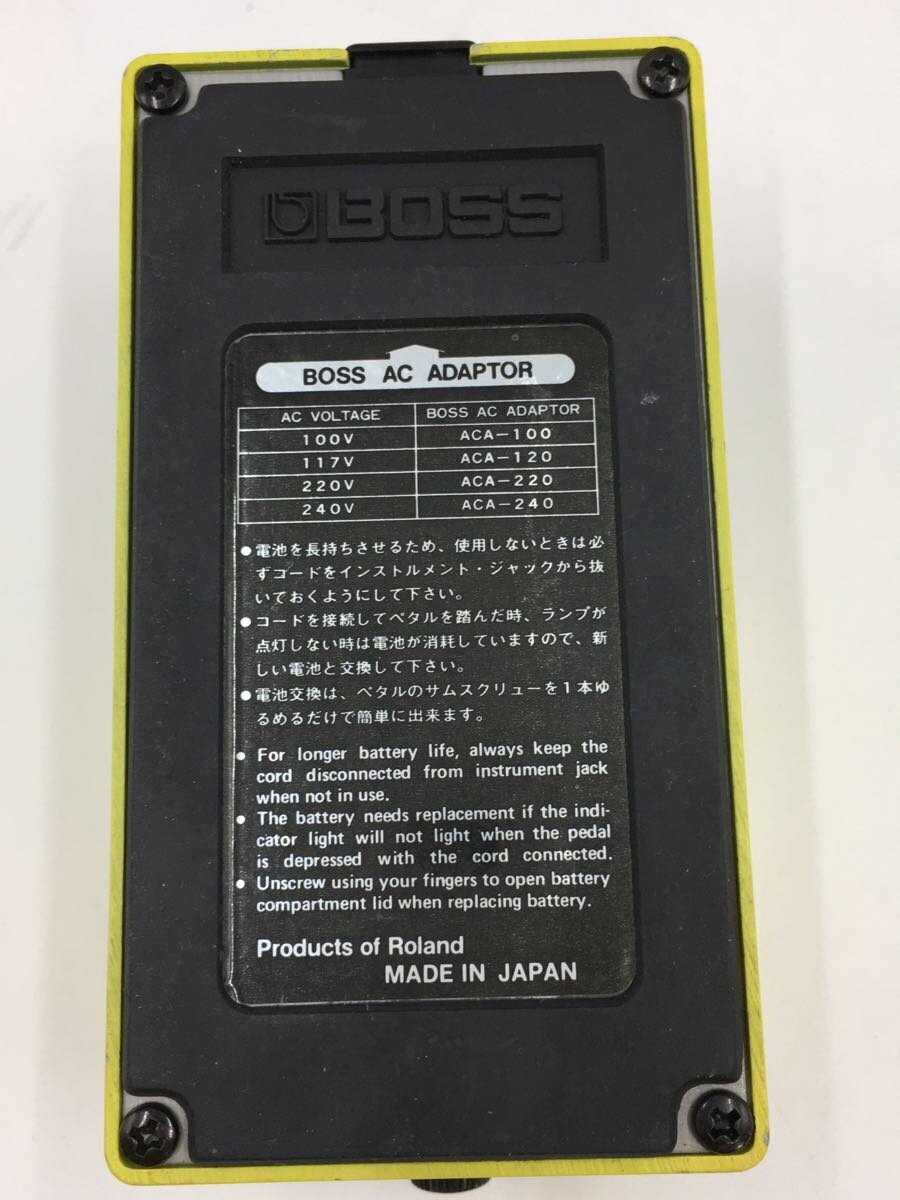 BOSS
BOSS AC ADAPTOR
AC VOLTAGE BOSS AC ADAPTOR
100V ACA-100
117V ACA-120
220V ACA-220
240V ACA-240
●電池を長持ちさせるため、使用しないときは必
ずコードをインストルメント・ジャックから抜
いておくようにして下さい。
●コードを接続してペタルを踏んだ時、ランプが
点灯しない時は電池が消耗していますので、新
しい電池と交換して下さい。
●電池交換は、ペタルのサムスクリューを1本ゆ
るめるだけで簡単に出来ます。
● For longer battery life, always keep the
cord disconnected from instrument jack
when not in use.
● The battery needs replacement if the indi-
cator light will not light when the pedal
is depressed with the cord connected.
● Unscrew using your fingers to open battery
compartment lid when replacing battery.
Products of Roland
MADE IN JAPAN